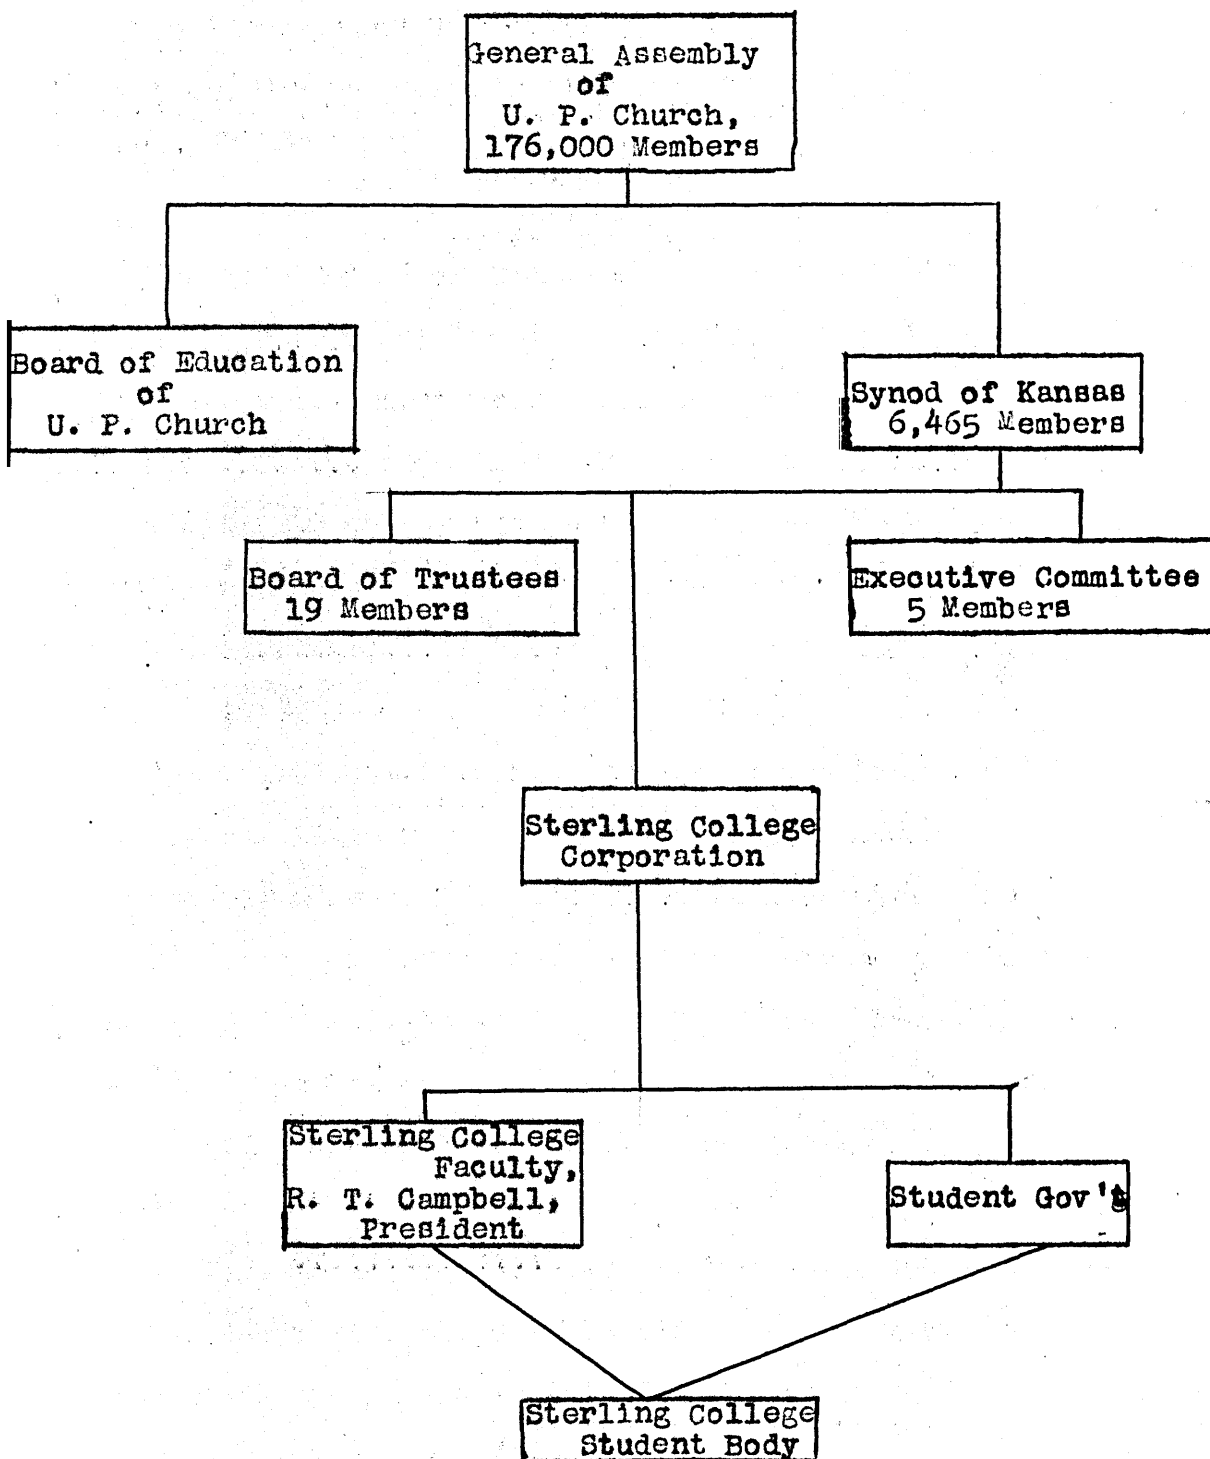 General Assembly
of
U. P. Church,
176,000 Members
Board of Education
of
U. P. Church
Synod of Kansas
6,465 Members
Board of Trustees
19 Members
Executive Committee
5 Members
Sterling College
Corporation
Sterling College
Faculty,
R. T. Campbell,
President
Student Gov't
Sterling College
Student Body